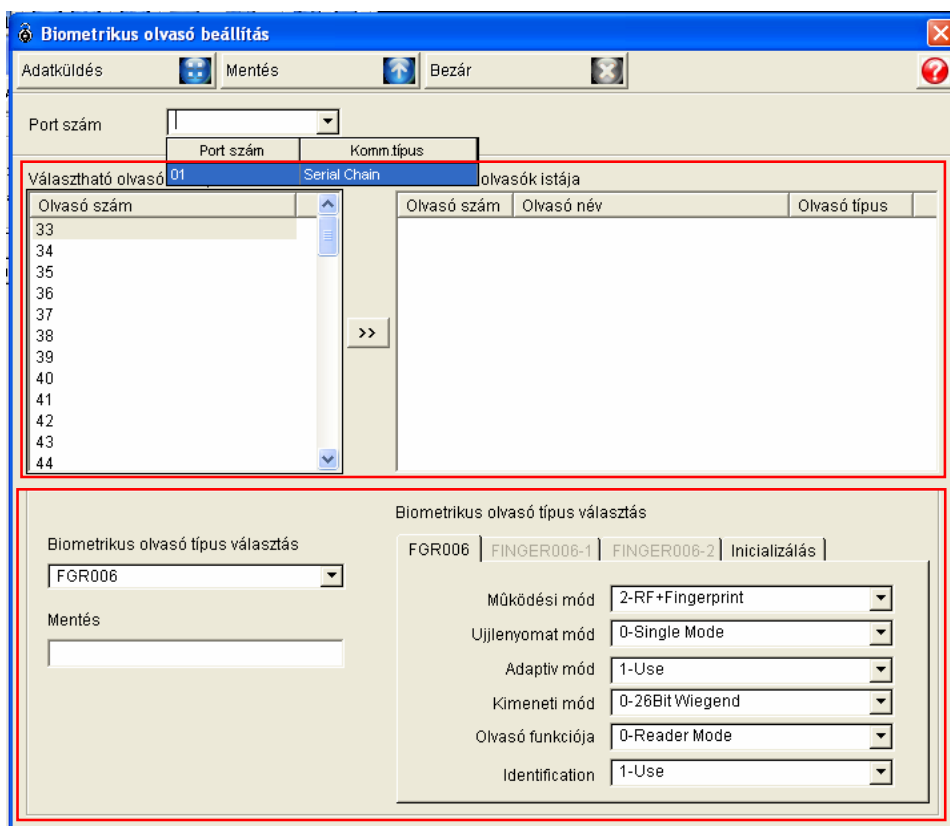 Biometrikus olvasó beállítás
Adatküldés Mentés Bezár
Port szám
Port szám Komm.típus
01 Serial Chain
Választható olvasó olvasók istája
Olvasó szám Olvasó szám Olvasó név Olvasó típus
33
34
35
36
37
38
39
40
41
42
43
44
>>
Biometrikus olvasó típus választás
Biometrikus olvasó típus választás
FGR006 FINGER006-1 FINGER006-2 Inicializálás
FGR006
Mûködési mód 2-RF+Fingerprint
Mentés
Ujjlenyomat mód 0-Single Mode
Adaptiv mód 1-Use
Kimeneti mód 0-26Bit Wiegend
Olvasó funkciója 0-Reader Mode
Identification 1-Use